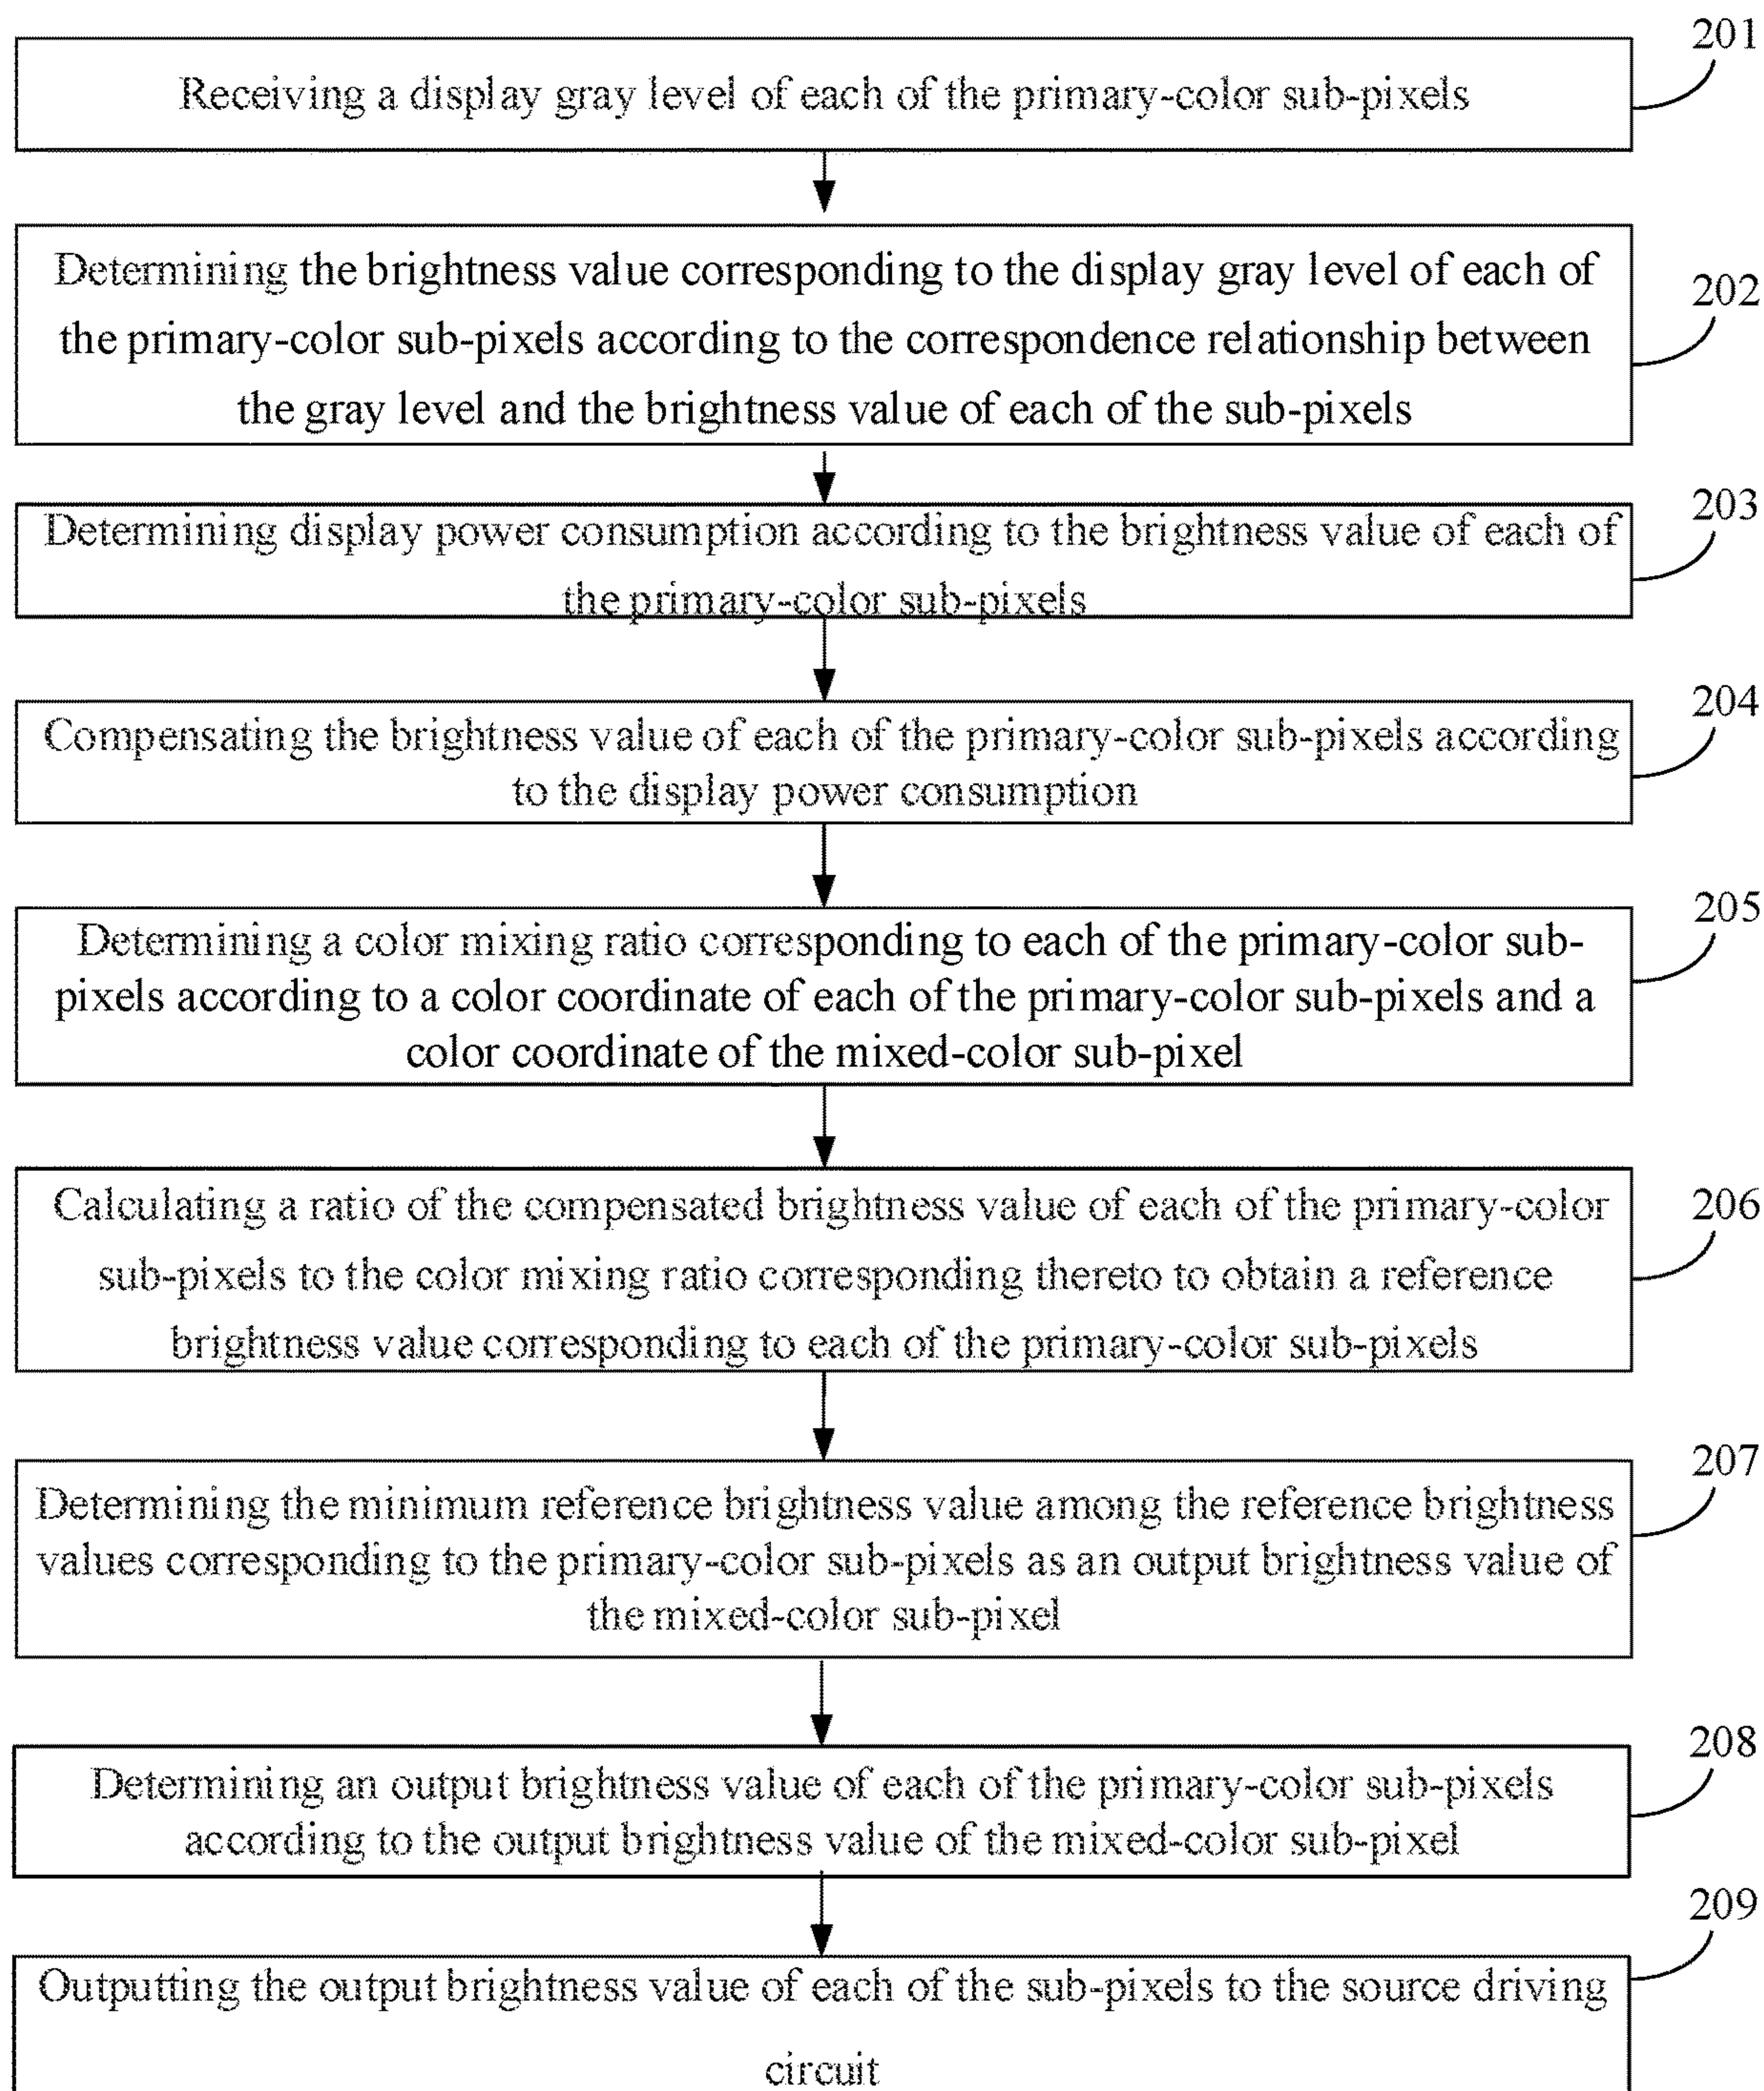 201
Receiving a display gray level of each of the primary-color sub-pixels
202
Determining the brightness value corresponding to the display gray level of each of
the primary-color sub-pixels according to the correspondence relationship between
the gray level and the brightness value of each of the sub-pixels
203
Determining display power consumption according to the brightness value of each of
the primary-color sub-pixels
204
Compensating the brightness value of each of the primary-color sub-pixels according
to the display power consumption
205
Determining a color mixing ratio corresponding to each of the primary-color sub-
pixels according to a color coordinate of each of the primary-color sub-pixels and a
color coordinate of the mixed-color sub-pixel
206
Calculating a ratio of the compensated brightness value of each of the primary-color
sub-pixels to the color mixing ratio corresponding thereto to obtain a reference
brightness value corresponding to each of the primary-color sub-pixels
207
Determining the minimum reference brightness value among the reference brightness
values corresponding to the primary-color sub-pixels as an output brightness value of
the mixed-color sub-pixel
208
Determining an output brightness value of each of the primary-color sub-pixels
according to the output brightness value of the mixed-color sub-pixel
209
Outputting the output brightness value of each of the sub-pixels to the source driving
circuit